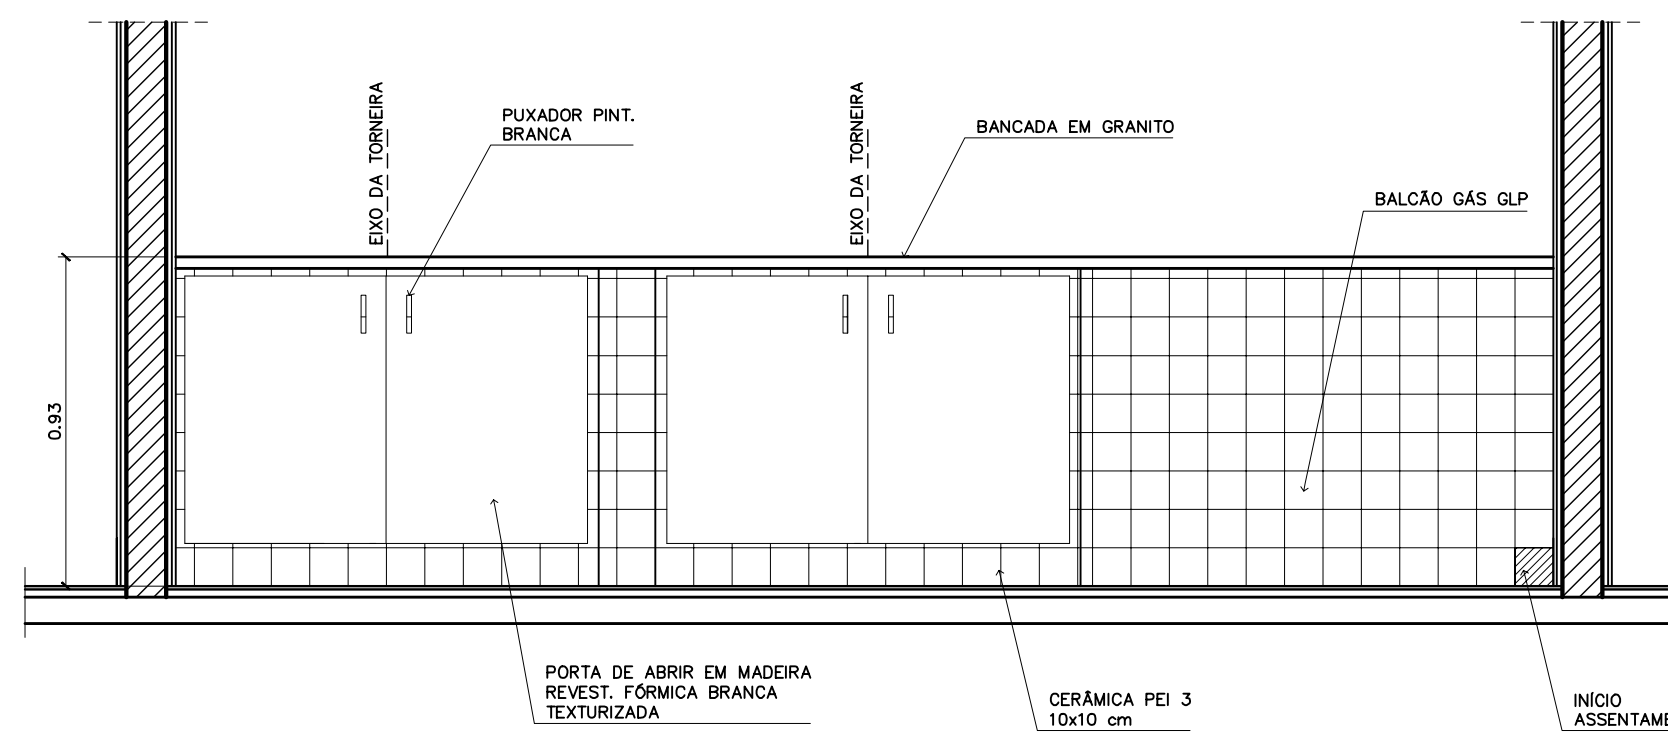 EIXO DA TORNEIRA
PUXADOR PINT.
BRANCA
EIXO DA TORNEIRA
BANCADA EM GRANITO
BALCÃO GÁS GLP
0.93
PORTA DE ABRIR EM MADEIRA
REVEST. FÓRMICA BRANCA
TEXTURIZADA
CERÂMICA PEI 3
10x10 cm
INÍCIO